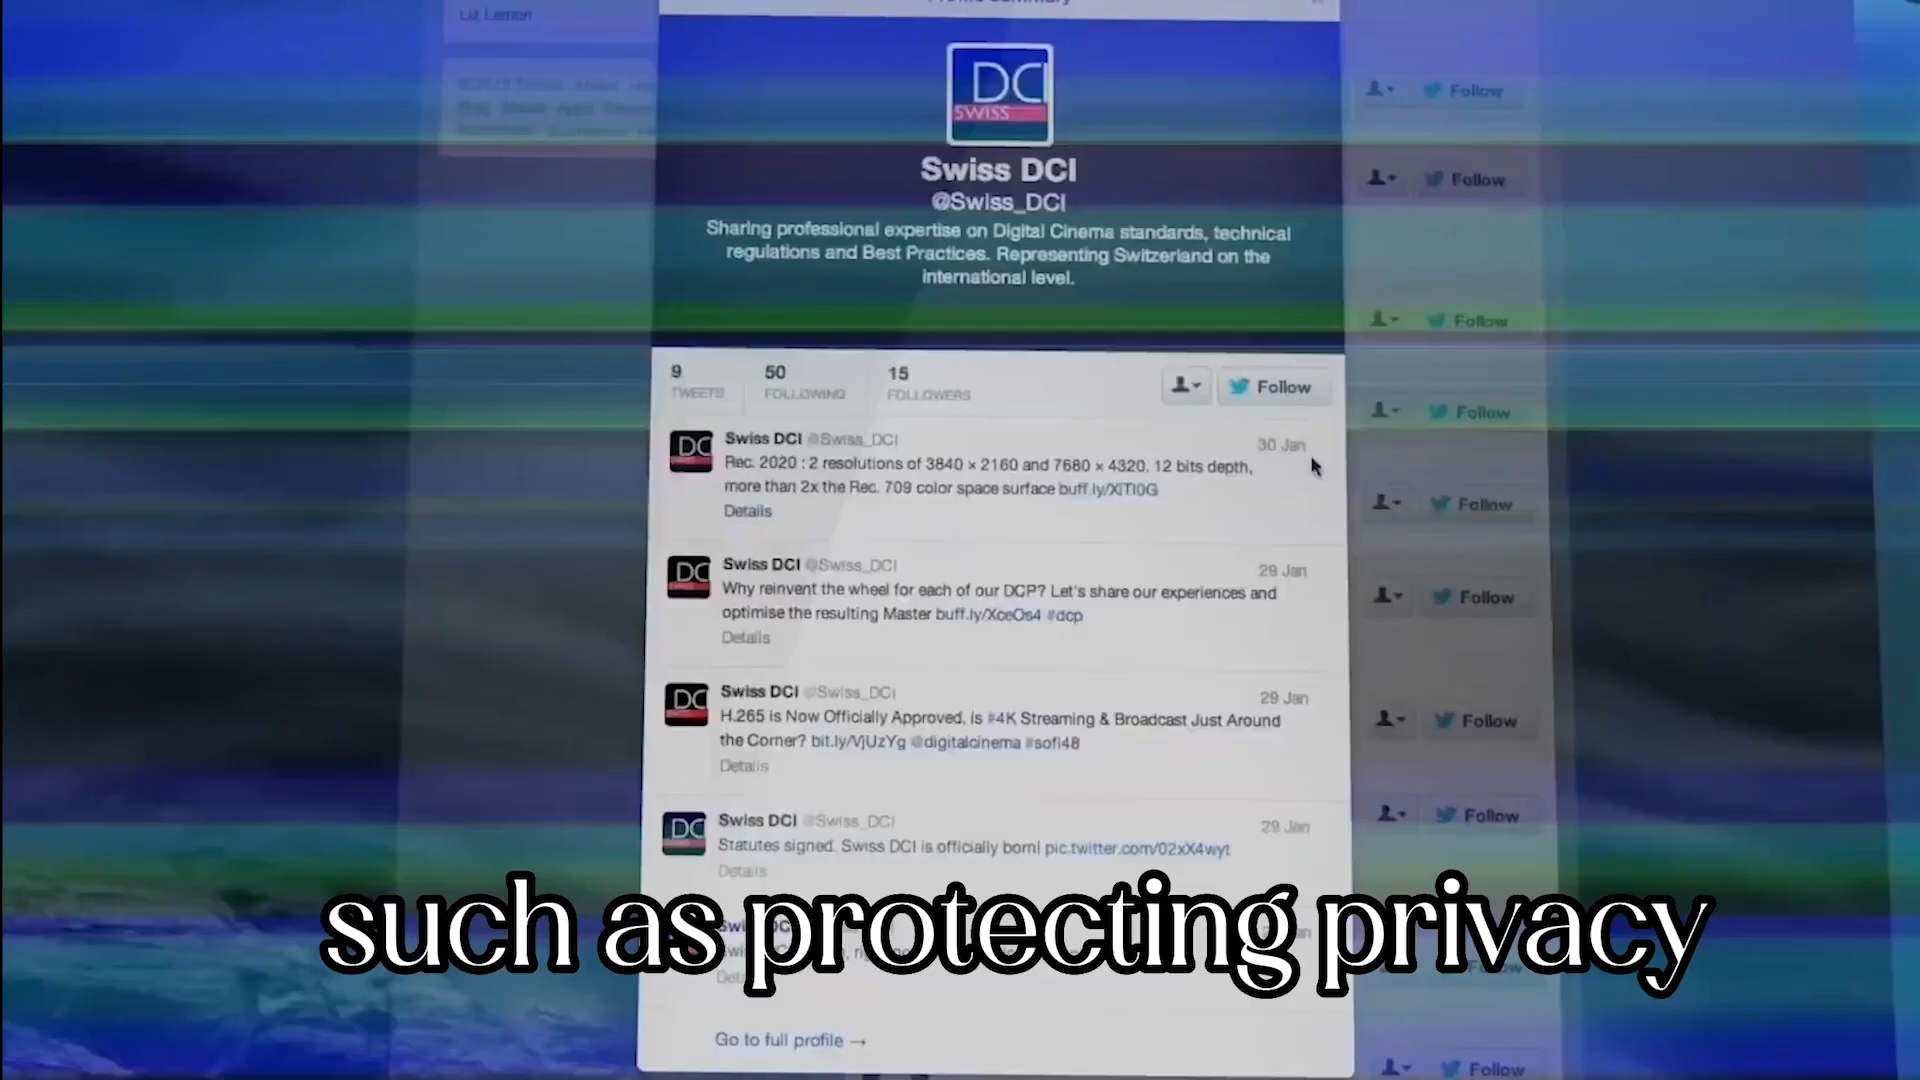 Liz Lemon
DCI
SWISS
Swiss DCI
@Swiss_DCI
Sharing professional expertise on Digital Cinema standards, technical
regulations and Best Practices. Representing Switzerland on the
international level.
9
TWEETS
50
FOLLOWING
15
FOLLOWERS
Follow
Swiss DCI @Swiss_DCI
30 Jan
Rec. 2020 : 2 resolutions of 3840 × 2160 and 7680 × 4320. 12 bits depth,
more than 2x the Rec. 709 color space surface buff.ly/XiTl0G
Details
Swiss DCI @Swiss_DCI
29 Jan
Why reinvent the wheel for each of our DCP? Let's share our experiences and
optimise the resulting Master buff.ly/XceOs4 #dcp
Details
Swiss DCI @Swiss_DCI
29 Jan
H.265 is Now Officially Approved, is #4K Streaming & Broadcast Just Around
the Corner? bit.ly/VjUzYg @digitalcinema #sofi48
Details
Swiss DCI @Swiss_DCI
29 Jan
Statutes signed. Swiss DCI is officially born! pic.twitter.com/02xX4wyt
Details
such as protecting privacy
Go to full profile →
Follow
Follow
Follow
Follow
Follow
Follow
Follow
Follow
Follow
Follow